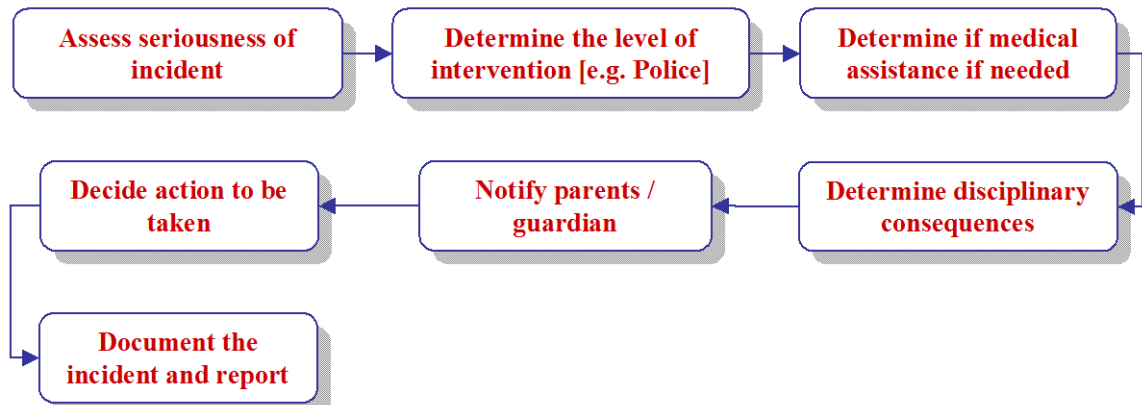 Assess seriousness of
incident
Determine the level of
intervention [e.g. Police]
Determine if medical
assistance if needed
Determine disciplinary
consequences
Notify parents /
guardian
Decide action to be
taken
Document the
incident and report